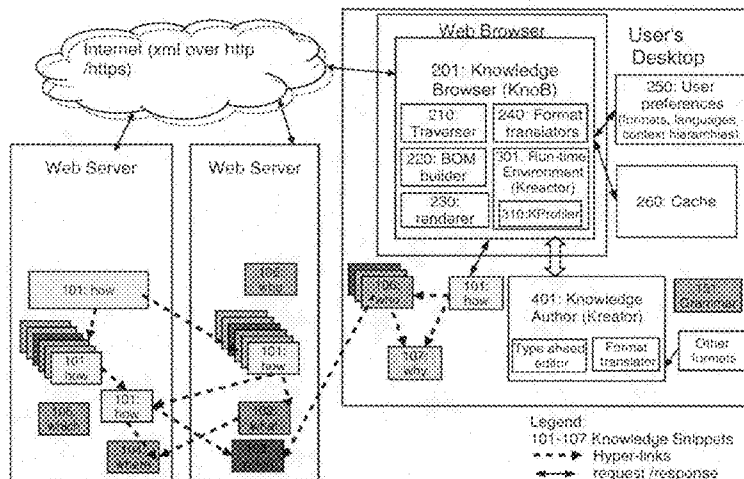 Internet (xml over http
/https)
Web Browser
User's
Desktop
201: Knowledge
Browser (KnoB)
210:
Traverser
240: Format
translators
220: BOM
builder
301: Run-time
Environment
(Kreactor)
230:
renderer
310:KProfiler
250: User
preferences
(formats, languages,
context hierarchies)
260: Cache
Web Server
Web Server
101: how
101:
how
101:
how
101:
how
101:
how
107:
why
401: Knowledge
Author (Kreator)
Type ahead
editor
Format
translator
Other
formats
Legend:
101-107 Knowledge Snippets
Hyper-links
request /response